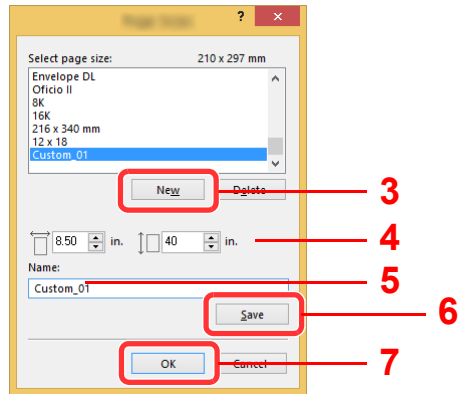 ?
Select page size: 210 x 297 mm
Envelope DL
Oficio II
8K
16K
216 x 340 mm
12 x 18
Custom_01
New Delete 3
8.50 in. 40 in. 4
Name: 5
Custom_01
Save 6
OK Cancel 7